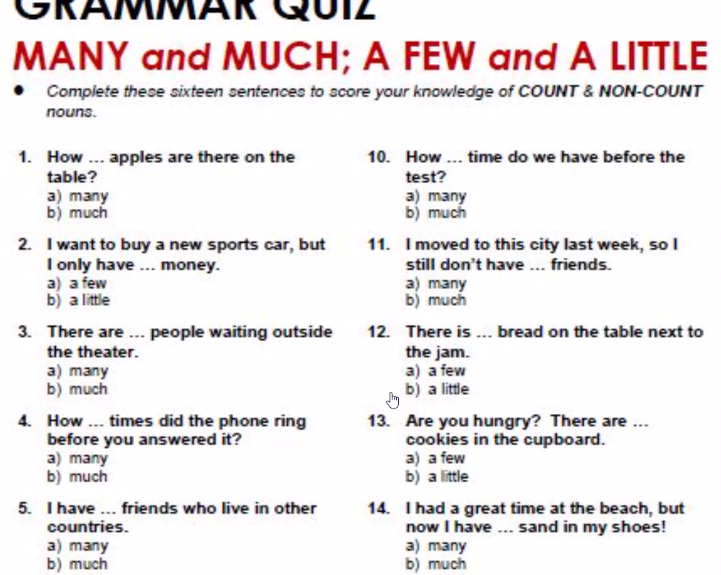 GRAMMAR QUIZ
MANY and MUCH; A FEW and A LITTLE
● Complete these sixteen sentences to score your knowledge of COUNT & NON-COUNT
nouns.
1. How … apples are there on the
table?
a) many
b) much
2. I want to buy a new sports car, but
I only have … money.
a) a few
b) a little
3. There are … people waiting outside
the theater.
a) many
b) much
4. How … times did the phone ring
before you answered it?
a) many
b) much
5. I have … friends who live in other
countries.
a) many
b) much
10. How … time do we have before the
test?
a) many
b) much
11. I moved to this city last week, so I
still don't have … friends.
a) many
b) much
12. There is … bread on the table next to
the jam.
a) a few
b) a little
13. Are you hungry? There are …
cookies in the cupboard.
a) a few
b) a little
14. I had a great time at the beach, but
now I have … sand in my shoes!
a) many
b) much